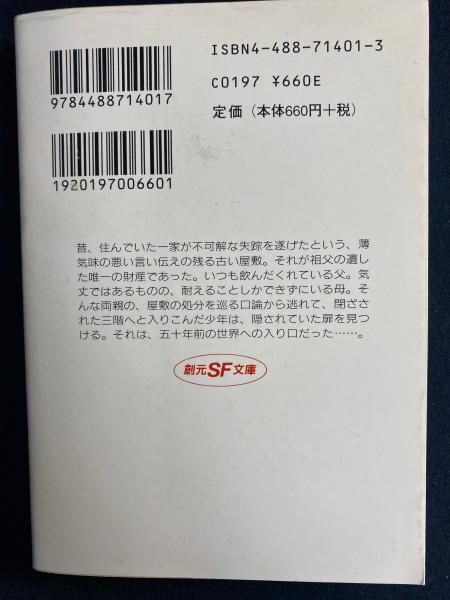 ISBN4-488-71401-3
C0197 ¥660E
定価（本体660円＋税）
9784488714017
1920197006601
昔、住んでいた一家が不可解な失踪を遂げたという、薄
気味の悪い言い伝えの残る古い屋敷。それが祖父の遺し
た唯一の財産であった。いつも飲んだくれている父。気
丈ではあるものの、耐えることしかできずにいる母。そ
んな両親の、屋敷の処分を巡る口論から逃れて、閉ざさ
れた三階へと入りこんだ少年は、隠されていた扉を見つ
ける。それは、五十年前の世界への入り口だった……。
創元SF文庫